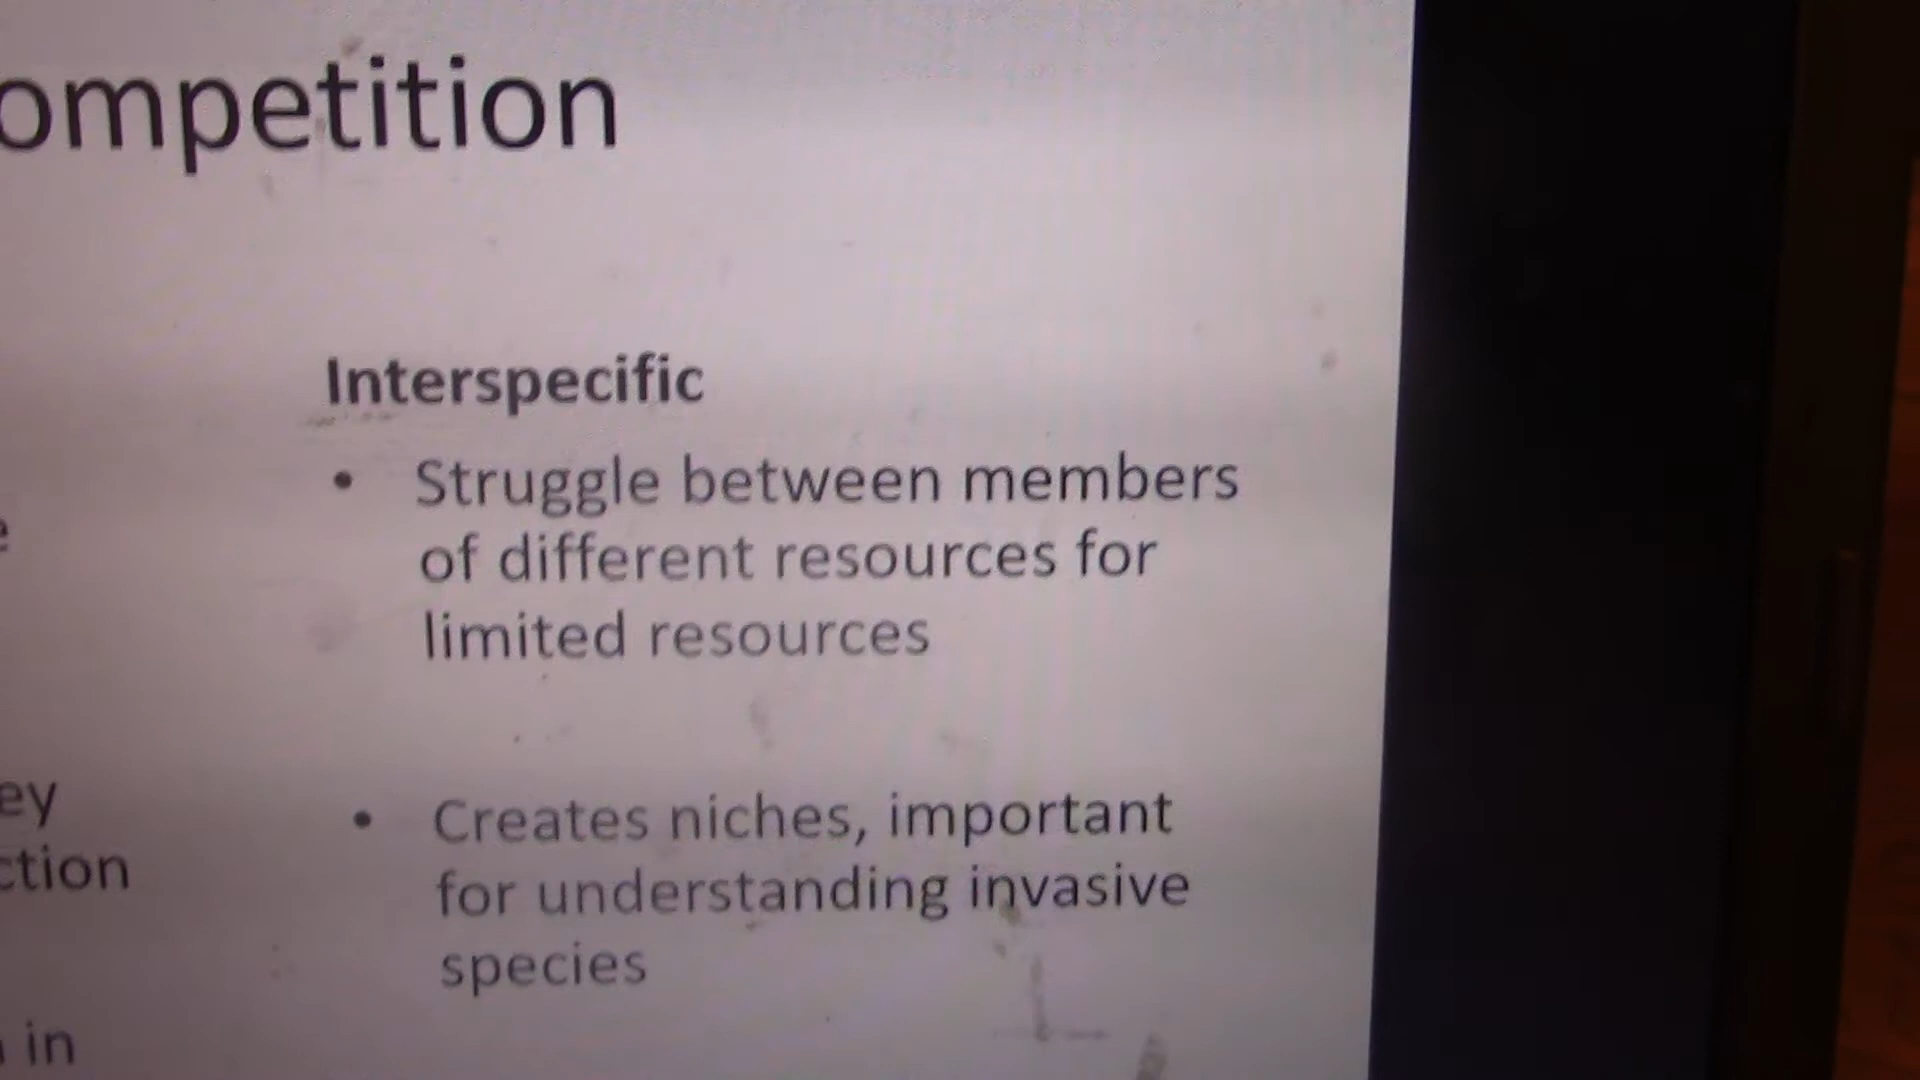 ompetition
Interspecific
• Struggle between members
of different resources for
limited resources
• Creates niches, important
for understanding invasive
species
e
ey
ction
in